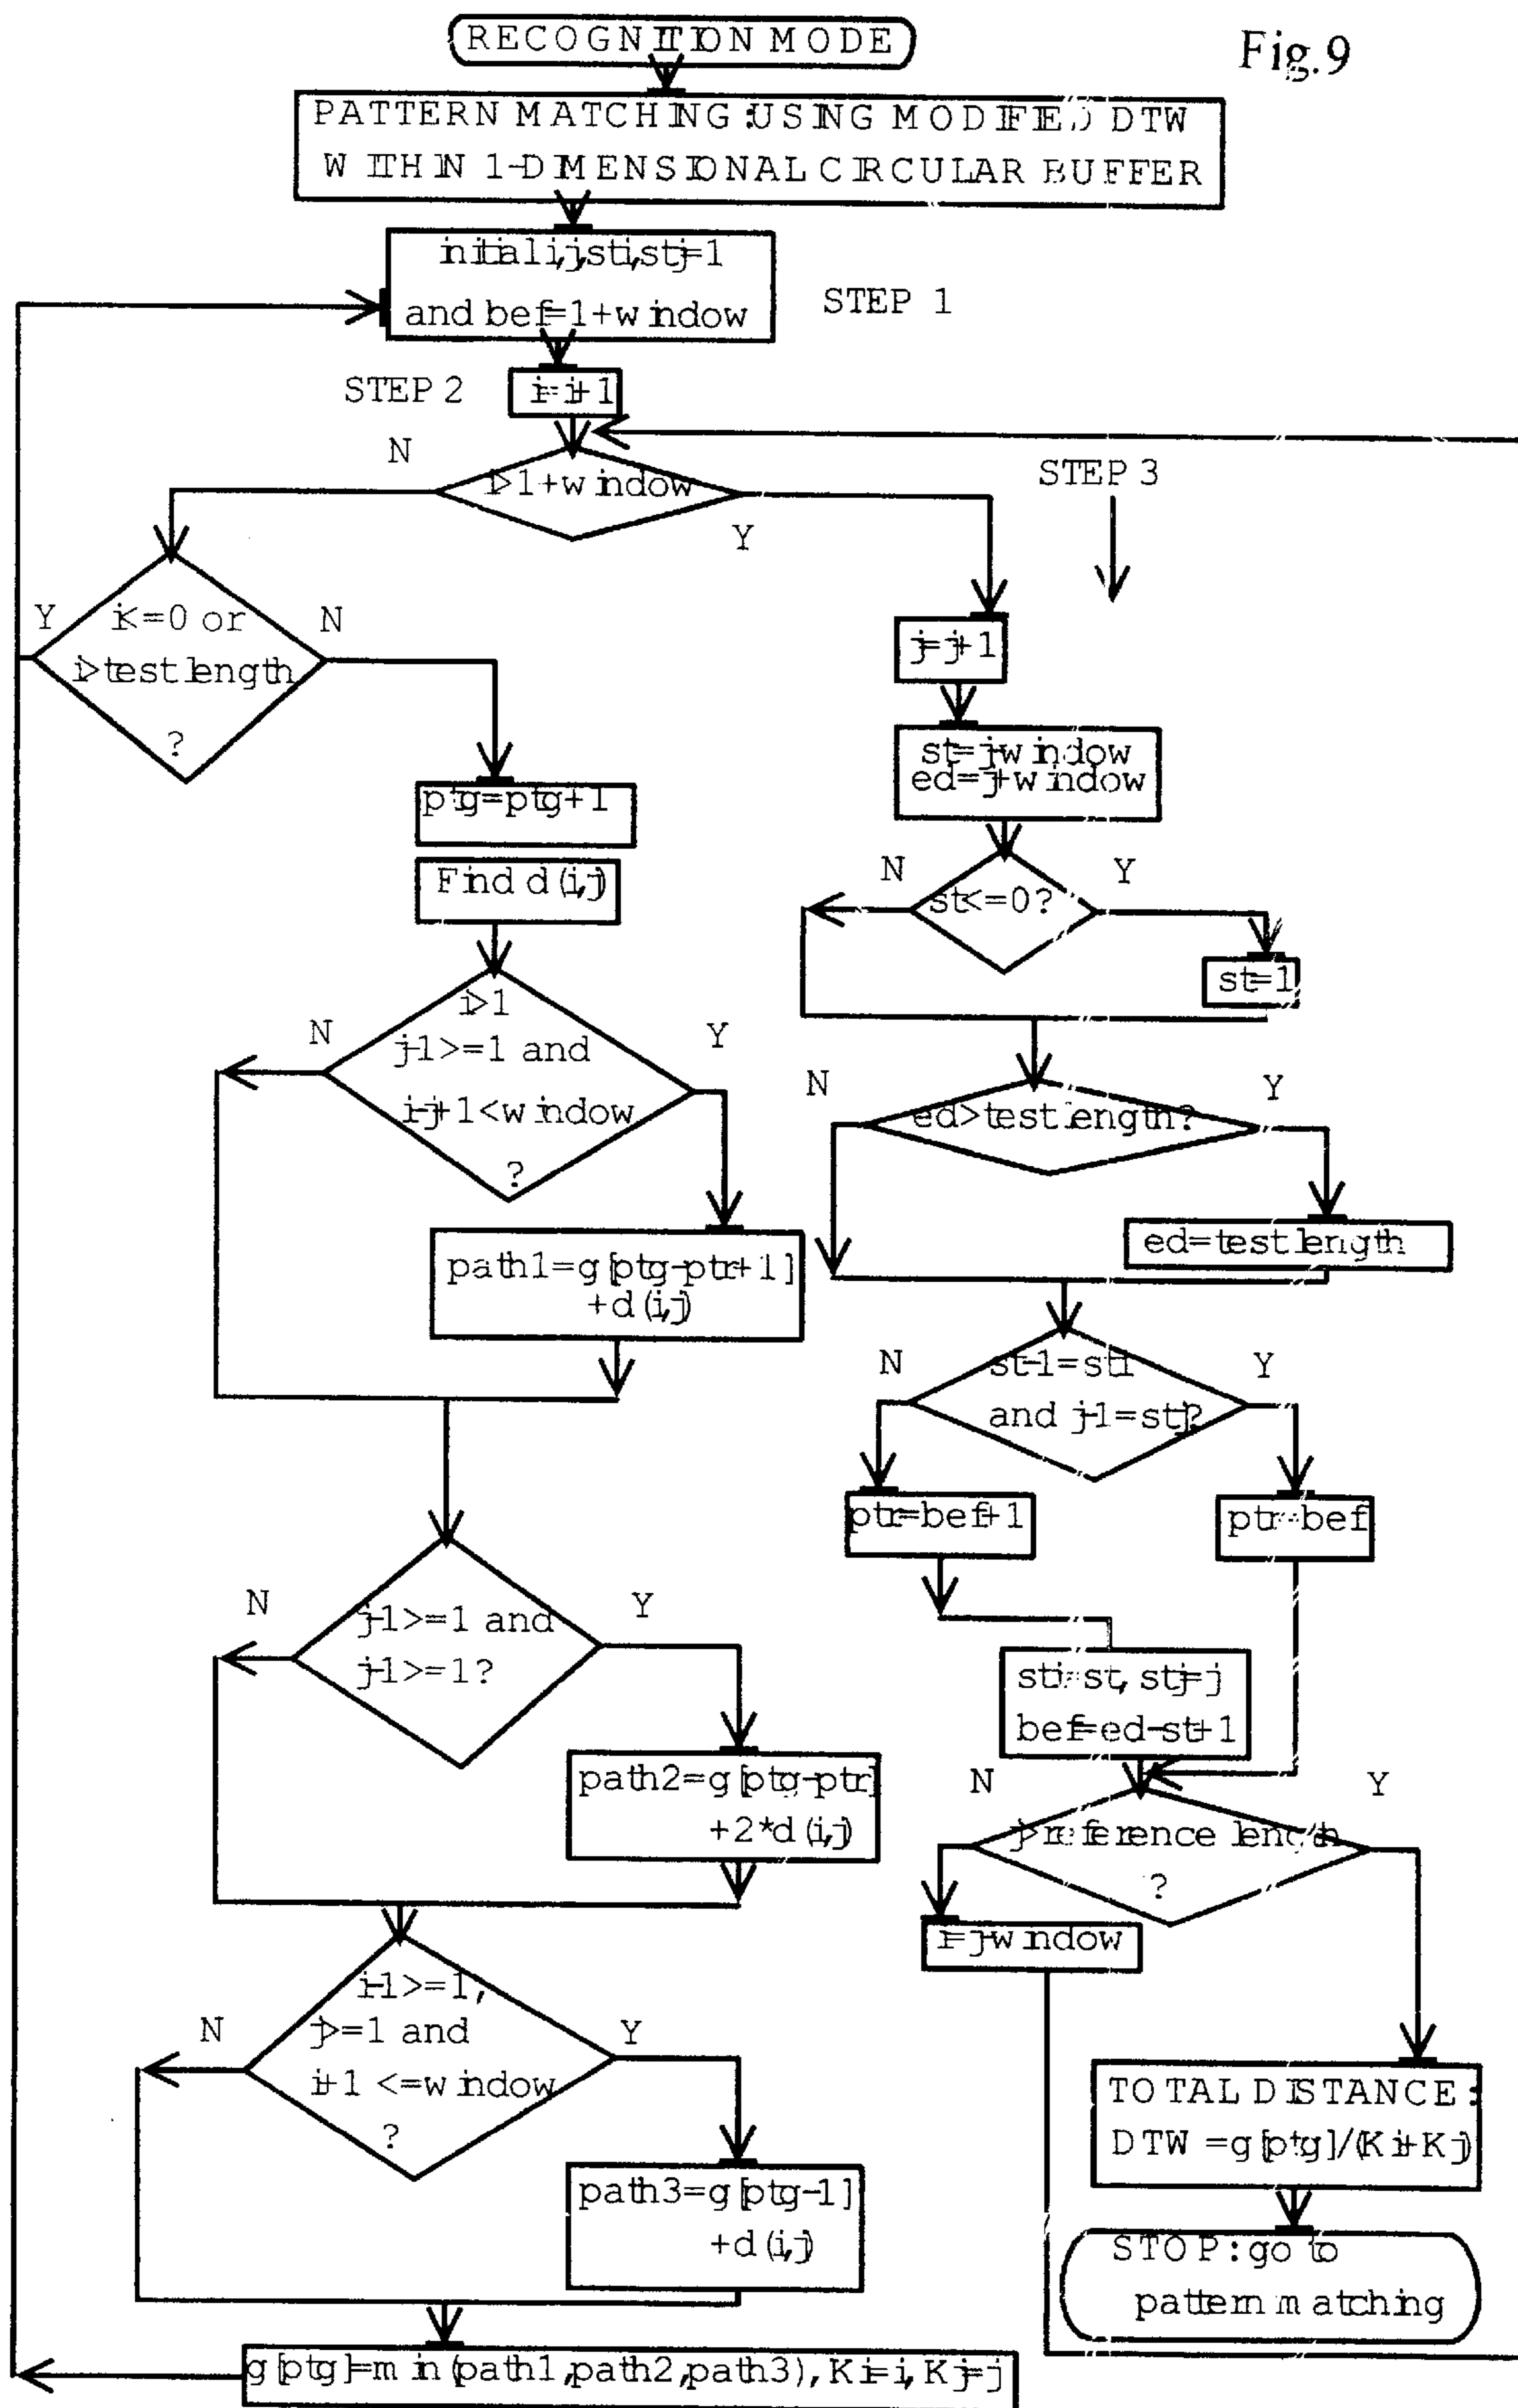 Fig.9
RECOGNITION MODE
PATTERN MATCHING:USING MODIFIED DTW
WITHIN 1-DIMENSIONAL CIRCULAR BUFFER
initial i,j,sti,stj=1
and bef=1+window
STEP 1
STEP 2
i=i+1
N
i>1+window
Y
STEP 3
Y
i<=0 or
i>test length
?
N
ptg=ptg+1
Find d(i,j)
N
i>1
j-1>=1 and
i-j+1<window
?
Y
path1=g[ptg-ptr+1]
+d(i,j)
N
j-1>=1 and
j-1>=1?
Y
path2=g[ptg-ptr]
+2*d(i,j)
N
i-1>=1,
j>=1 and
i+1 <=window
?
Y
path3=g[ptg-1]
+d(i,j)
g[ptg]=min(path1,path2,path3),Ki=i,Kj=j
j=j+1
st=j-window
ed=j+window
N
st<=0?
Y
st=1
N
ed>test length?
Y
ed=test length
N
st-1=sti
and j-1=stj?
Y
ptr=bef+1
ptr=bef
sti=st, stj=j
bef=ed-st+1
N
j>reference length
?
Y
i=j-window
TOTAL DISTANCE:
DTW =g[ptg]/(Ki+Kj)
STOP:go to
pattern matching